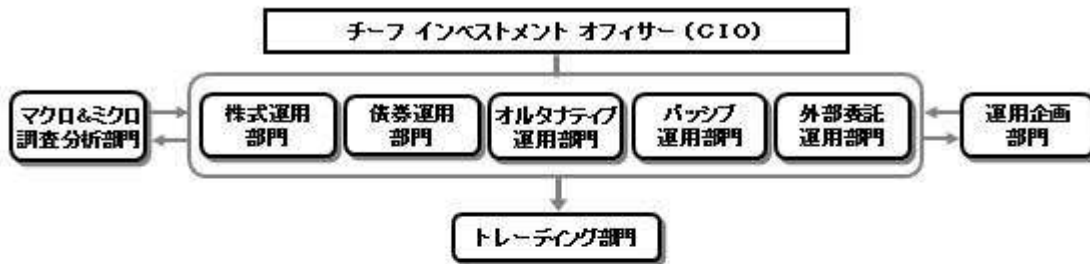 チーフ インベストメント オフィサー（CIO）
マクロ&ミクロ
調査分析部門
株式運用
部門
債券運用
部門
オルタナティブ
運用部門
パッシブ
運用部門
外部委託
運用部門
運用企画
部門
トレーディング部門